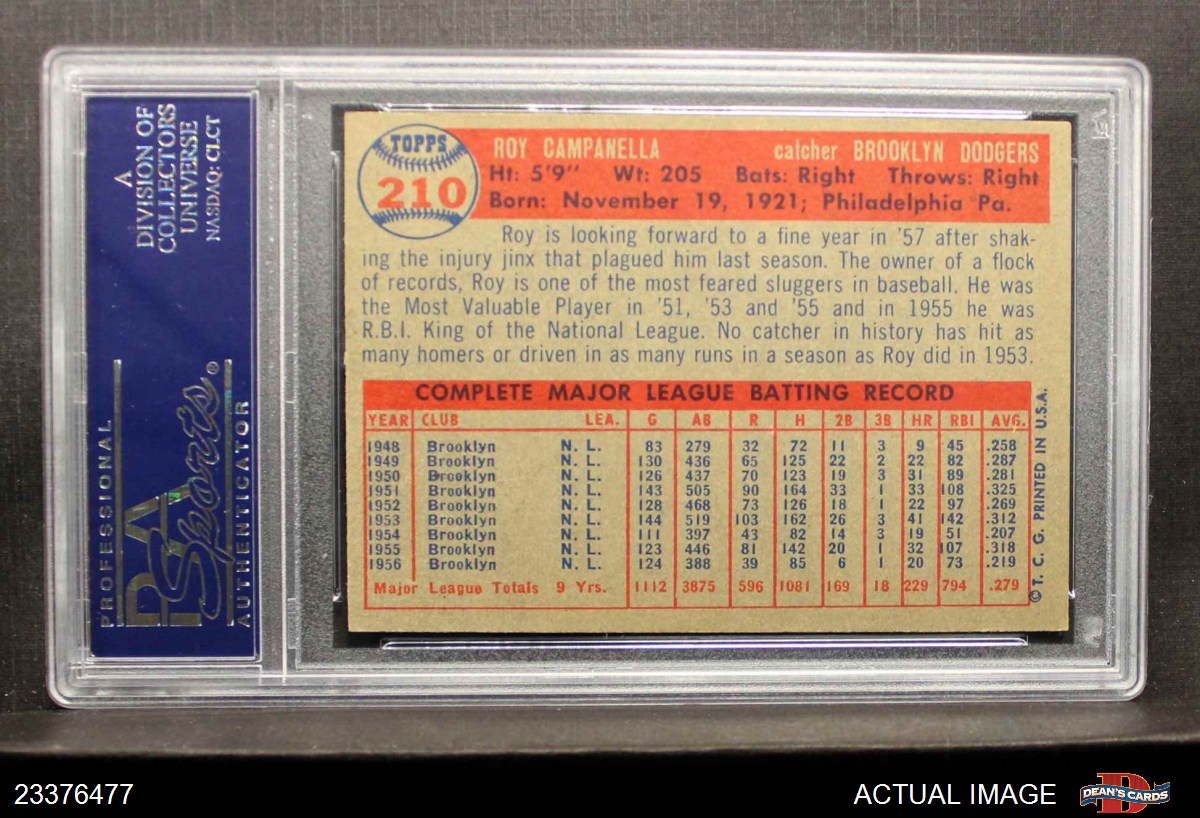 A
DIVISION OF
COLLECTORS
UNIVERSE
NASDAQ: CLCT
PROFESSIONAL
PSA
Sports®
AUTHENTICATOR
TOPPS
210
ROY CAMPANELLA catcher BROOKLYN DODGERS
Ht: 5'9" Wt: 205 Bats: Right Throws: Right
Born: November 19, 1921; Philadelphia Pa.
Roy is looking forward to a fine year in '57 after shak-
ing the injury jinx that plagued him last season. The owner of a flock
of records, Roy is one of the most feared sluggers in baseball. He was
the Most Valuable Player in '51, '53 and '55 and in 1955 he was
R.B.I. King of the National League. No catcher in history has hit as
many homers or driven in as many runs in a season as Roy did in 1953.
COMPLETE MAJOR LEAGUE BATTING RECORD
YEAR CLUB LEA. G AB R H 2B 3B HR RBI AVG.
1948 Brooklyn N. L. 83 279 32 72 11 3 9 45 .258
1949 Brooklyn N. L. 130 436 65 125 22 2 22 82 .287
1950 Brooklyn N. L. 126 437 70 123 19 3 31 89 .281
1951 Brooklyn N. L. 143 505 90 164 33 1 33 108 .325
1952 Brooklyn N. L. 128 468 73 126 18 1 22 97 .269
1953 Brooklyn N. L. 144 519 103 162 26 3 41 142 .312
1954 Brooklyn N. L. 111 397 43 82 14 3 19 51 .207
1955 Brooklyn N. L. 123 446 81 142 20 1 32 107 .318
1956 Brooklyn N. L. 124 388 39 85 6 1 20 73 .219
Major League Totals 9 Yrs. 1112 3875 596 1081 169 18 229 794 .279
© T. C. G. PRINTED IN U.S.A.
23376477
ACTUAL IMAGE
DEAN'S CARDS